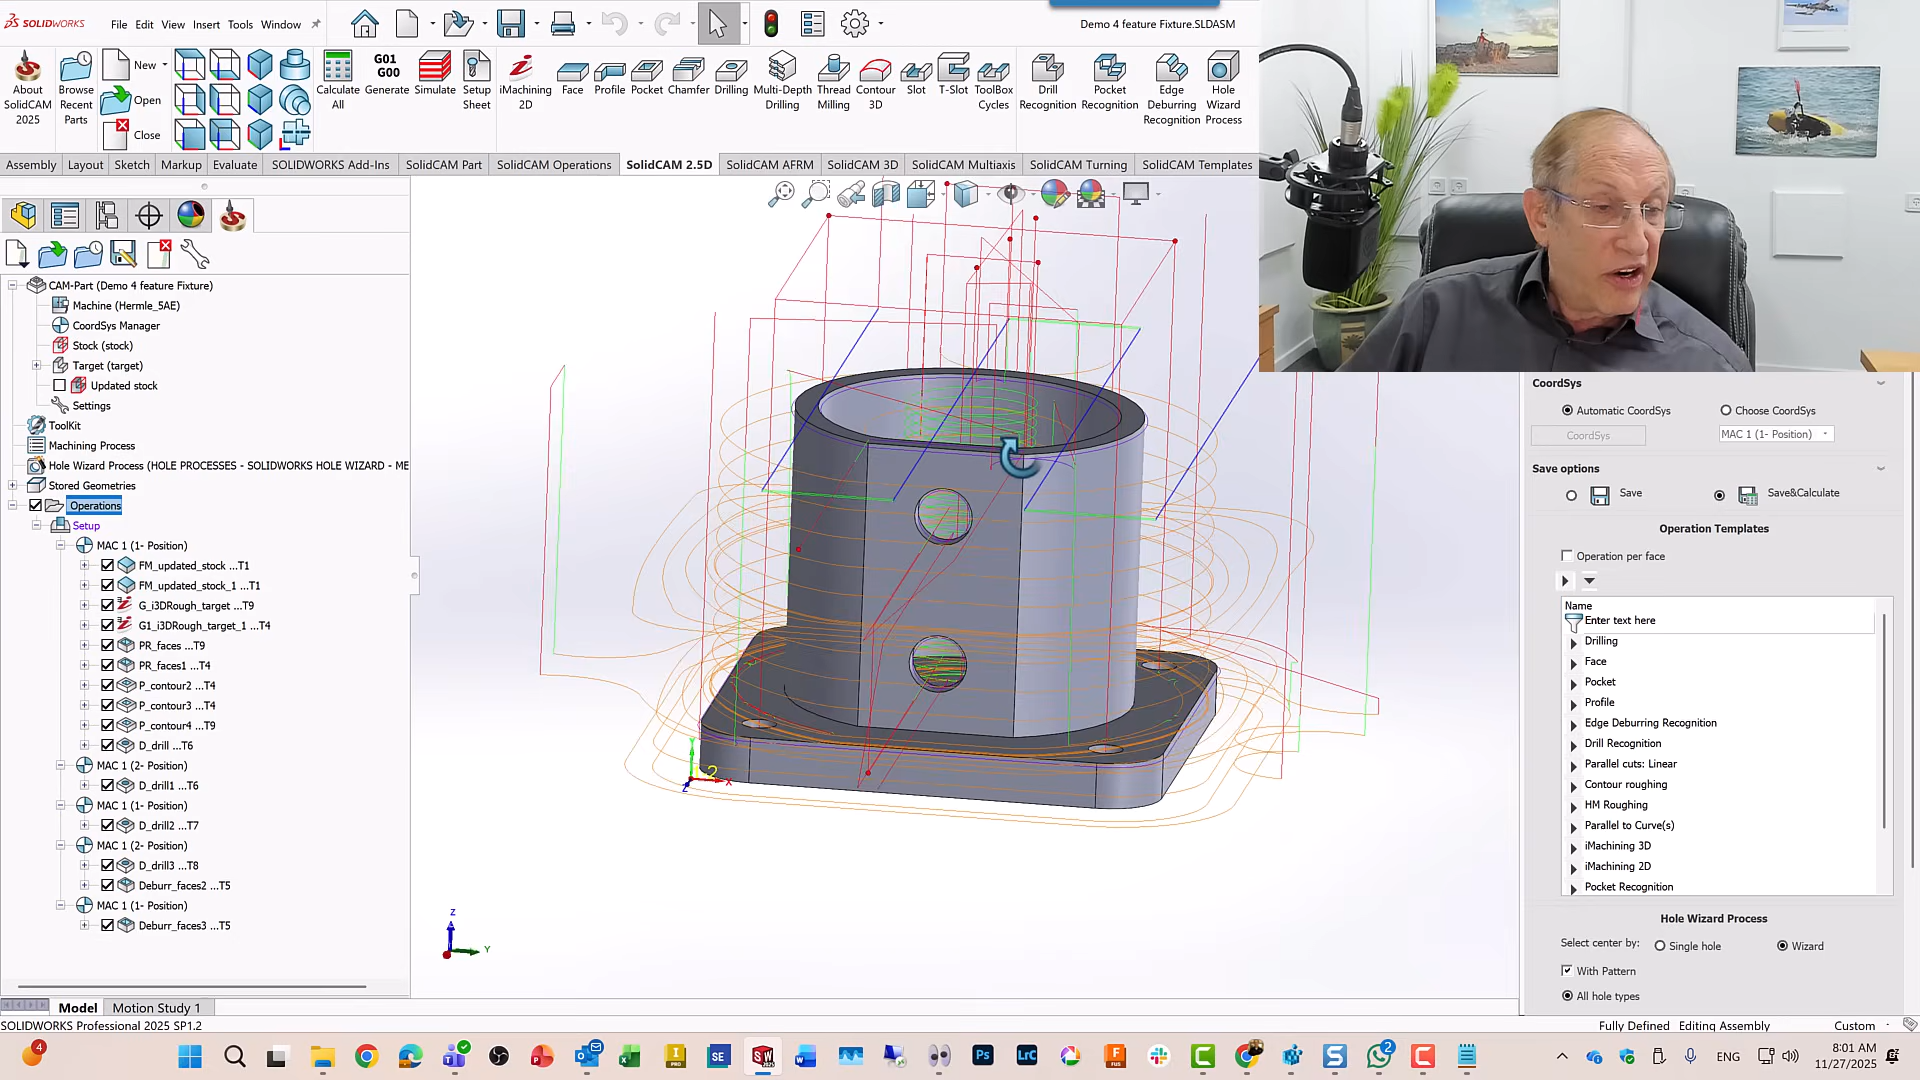 SOLIDWORKS
File Edit View Insert Tools Window
Demo 4 feature Fixture.SLDASM
About SolidCAM 2025
Browse Recent Parts
New
Open
Close
Calculate All
G01 G00
Generate
Simulate
Setup Sheet
iMachining 2D
Face
Profile
Pocket
Chamfer
Drilling
Multi-Depth Drilling
Thread Milling
Contour 3D
Slot
T-Slot
ToolBox Cycles
Drill Recognition
Pocket Recognition
Edge Deburring Recognition
Hole Wizard Process
Assembly Layout Sketch Markup Evaluate SOLIDWORKS Add-Ins SolidCAM Part SolidCAM Operations SolidCAM 2.5D SolidCAM AFRM SolidCAM 3D SolidCAM Multiaxis SolidCAM Turning SolidCAM Templates
CAM-Part (Demo 4 feature Fixture)
Machine (Hermle_5AE)
CoordSys Manager
Stock (stock)
Target (target)
Updated stock
Settings
ToolKit
Machining Process
Hole Wizard Process (HOLE PROCESSES - SOLIDWORKS HOLE WIZARD - ME
Stored Geometries
Operations
Setup
MAC 1 (1- Position)
FM_updated_stock ...T1
FM_updated_stock_1 ...T1
G_i3DRough_target ...T9
G1_i3DRough_target_1 ...T4
PR_faces ...T9
PR_faces1 ...T4
P_contour2 ...T4
P_contour3 ...T4
P_contour4 ...T9
D_drill ...T6
MAC 1 (2- Position)
D_drill1 ...T6
MAC 1 (1- Position)
D_drill2 ...T7
MAC 1 (2- Position)
D_drill3 ...T8
Deburr_faces2 ...T5
MAC 1 (1- Position)
Deburr_faces3 ...T5
Z
Y
X
Z
Y
CoordSys
Automatic CoordSys Choose CoordSys
CoordSys MAC 1 (1- Position)
Save options
Save Save&Calculate
Operation Templates
Operation per face
Name
Enter text here
Drilling
Face
Pocket
Profile
Edge Deburring Recognition
Drill Recognition
Parallel cuts: Linear
Contour roughing
HM Roughing
Parallel to Curve(s)
iMachining 3D
iMachining 2D
Pocket Recognition
Hole Wizard Process
Select center by: Single hole Wizard
With Pattern
All hole types
Model Motion Study 1
SOLIDWORKS Professional 2025 SP1.2
Fully Defined Editing Assembly Custom
4
SE
Ps
LrC
2
ENG
8:01 AM
11/27/2025